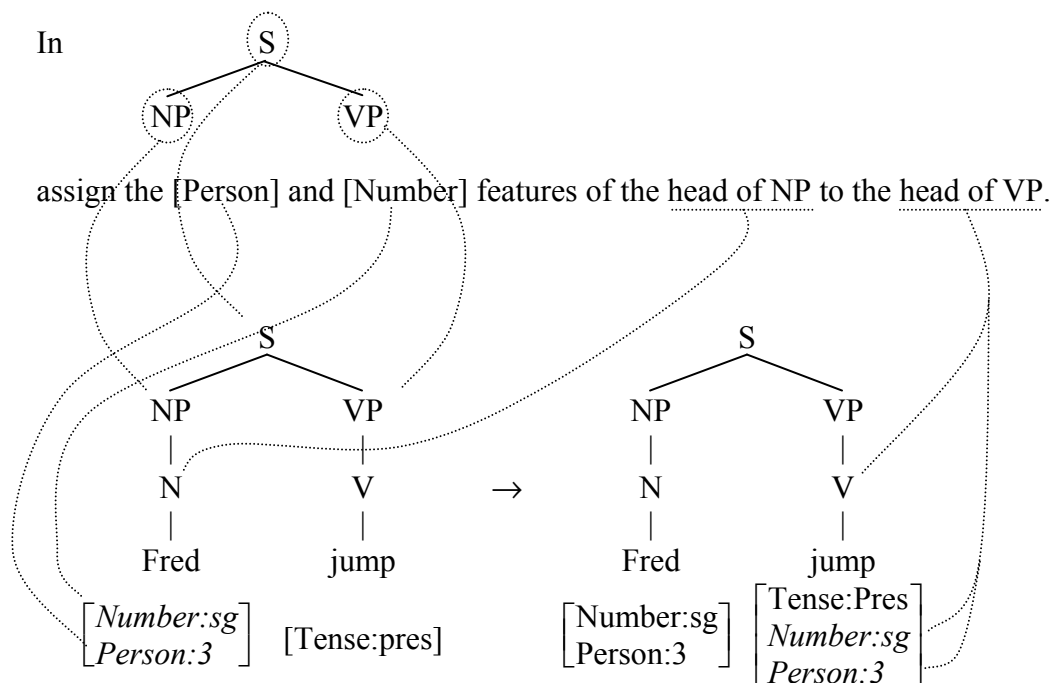 In
S
NP VP
assign the [Person] and [Number] features of the head of NP to the head of VP.
S S
NP VP NP VP
N V → N V
Fred jump Fred jump
[Number:sg Person:3] [Tense:pres] [Number:sg Person:3] [Tense:Pres Number:sg Person:3]